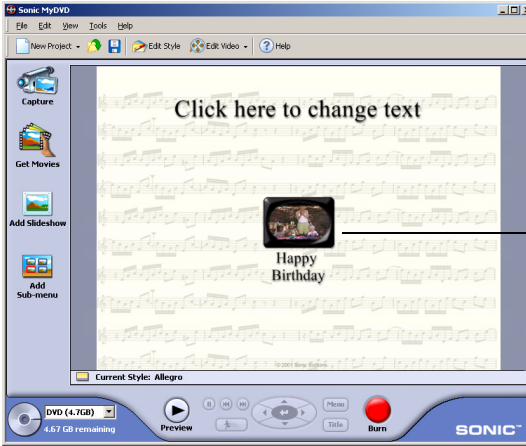 Sonic MyDVD
File Edit View Tools Help
New Project Edit Style Edit Video Help
Capture
Get Movies
Add Slideshow
Add
Sub-menu
Click here to change text
Happy
Birthday
Current Style: Allegro
DVD (4.7GB)
4.67 GB remaining
Preview
Menu
Title
Burn
SONIC™